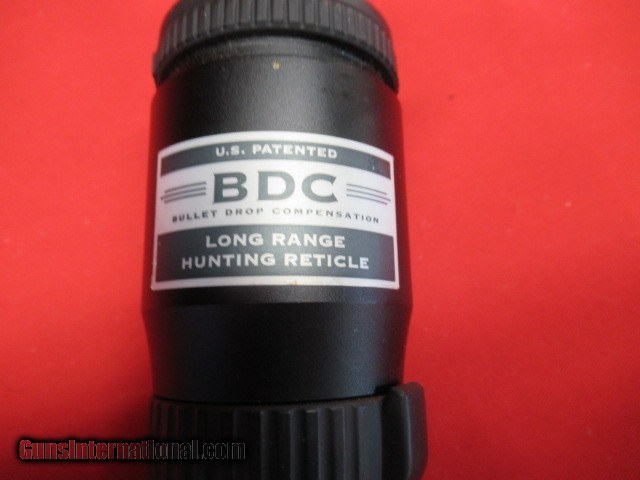 U.S. PATENTED
BDC
BULLET DROP COMPENSATION
LONG RANGE
HUNTING RETICLE
GunsInternational.com